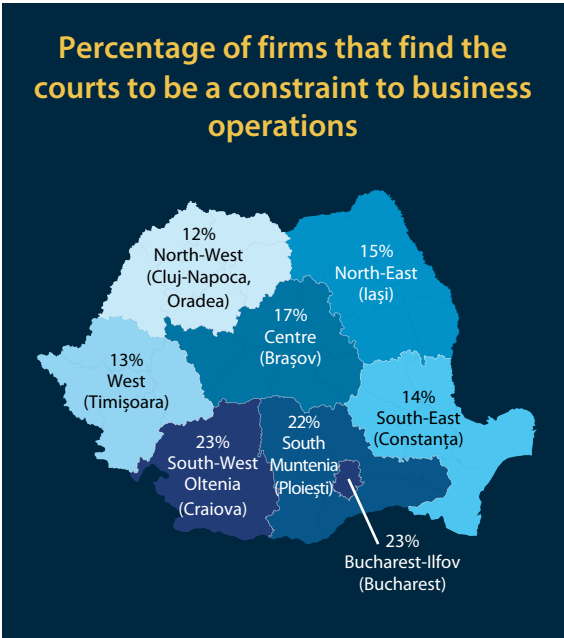 Percentage of firms that find the
courts to be a constraint to business
operations
12%
North-West
(Cluj-Napoca,
Oradea)
15%
North-East
(Iași)
17%
Centre
(Brașov)
13%
West
(Timișoara)
14%
South-East
(Constanța)
22%
South
Muntenia
(Ploiești)
23%
South-West
Oltenia
(Craiova)
23%
Bucharest-Ilfov
(Bucharest)